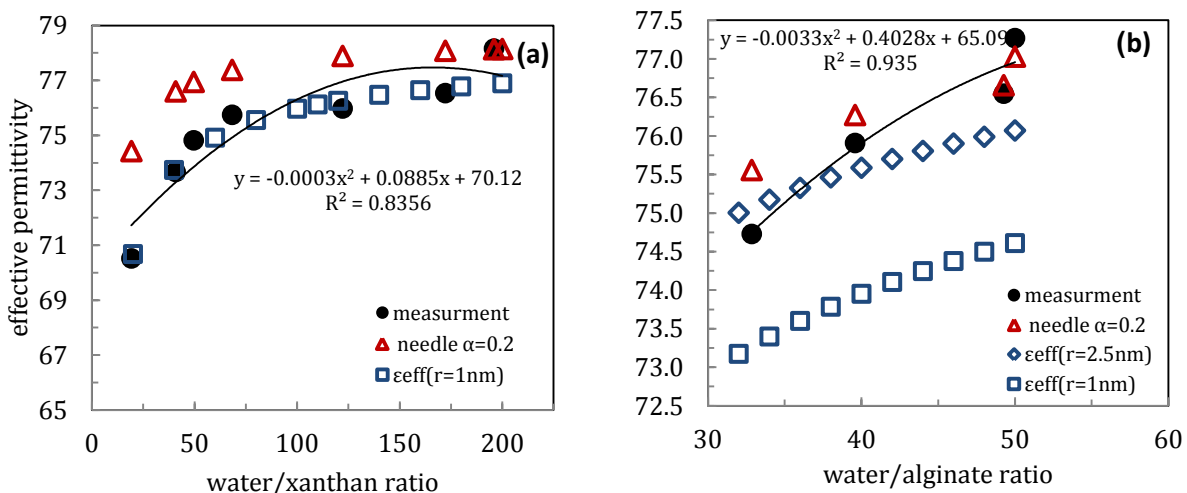 (a)
effective permittivity
79
77
75
73
71
69
67
65
y = -0.0003x² + 0.0885x + 70.12
R² = 0.8356
measurment
needle α=0.2
εeff(r=1nm)
0 50 100 150 200
water/xanthan ratio
(b)
77.5
77.0
76.5
76.0
75.5
75.0
74.5
74.0
73.5
73.0
72.5
y = -0.0033x² + 0.4028x + 65.09
R² = 0.935
measurment
needle α=0.2
εeff(r=2.5nm)
εeff(r=1nm)
30 40 50 60
water/alginate ratio